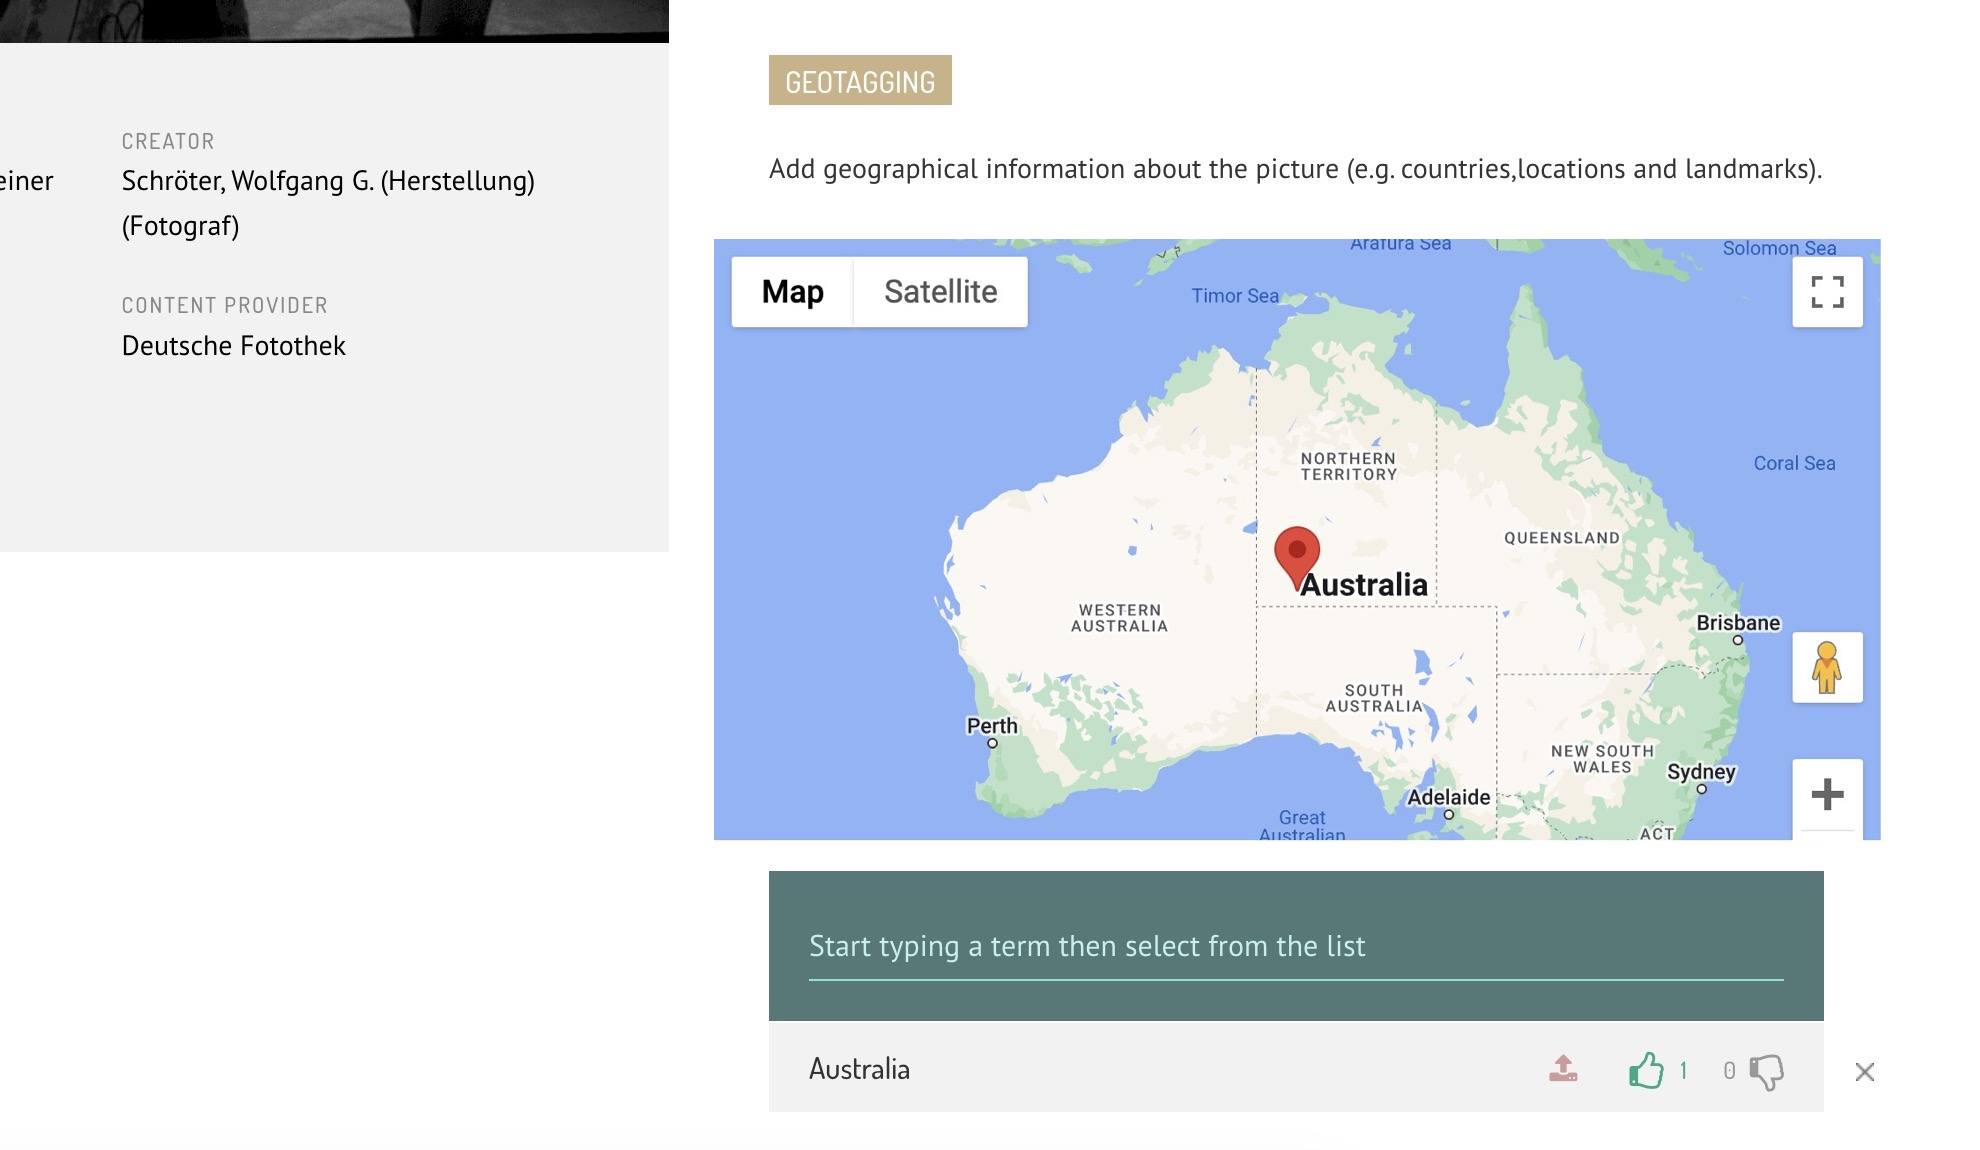 einer
CREATOR
Schröter, Wolfgang G. (Herstellung)
(Fotograf)
CONTENT PROVIDER
Deutsche Fotothek
GEOTAGGING
Add geographical information about the picture (e.g. countries,locations and landmarks).
Map
Satellite
Arafura Sea
Solomon Sea
Timor Sea
Coral Sea
NORTHERN
TERRITORY
QUEENSLAND
Australia
WESTERN
AUSTRALIA
Brisbane
SOUTH
AUSTRALIA
Perth
NEW SOUTH
WALES
Sydney
Adelaide
Great
Australian
ACT
Start typing a term then select from the list
Australia
1
0